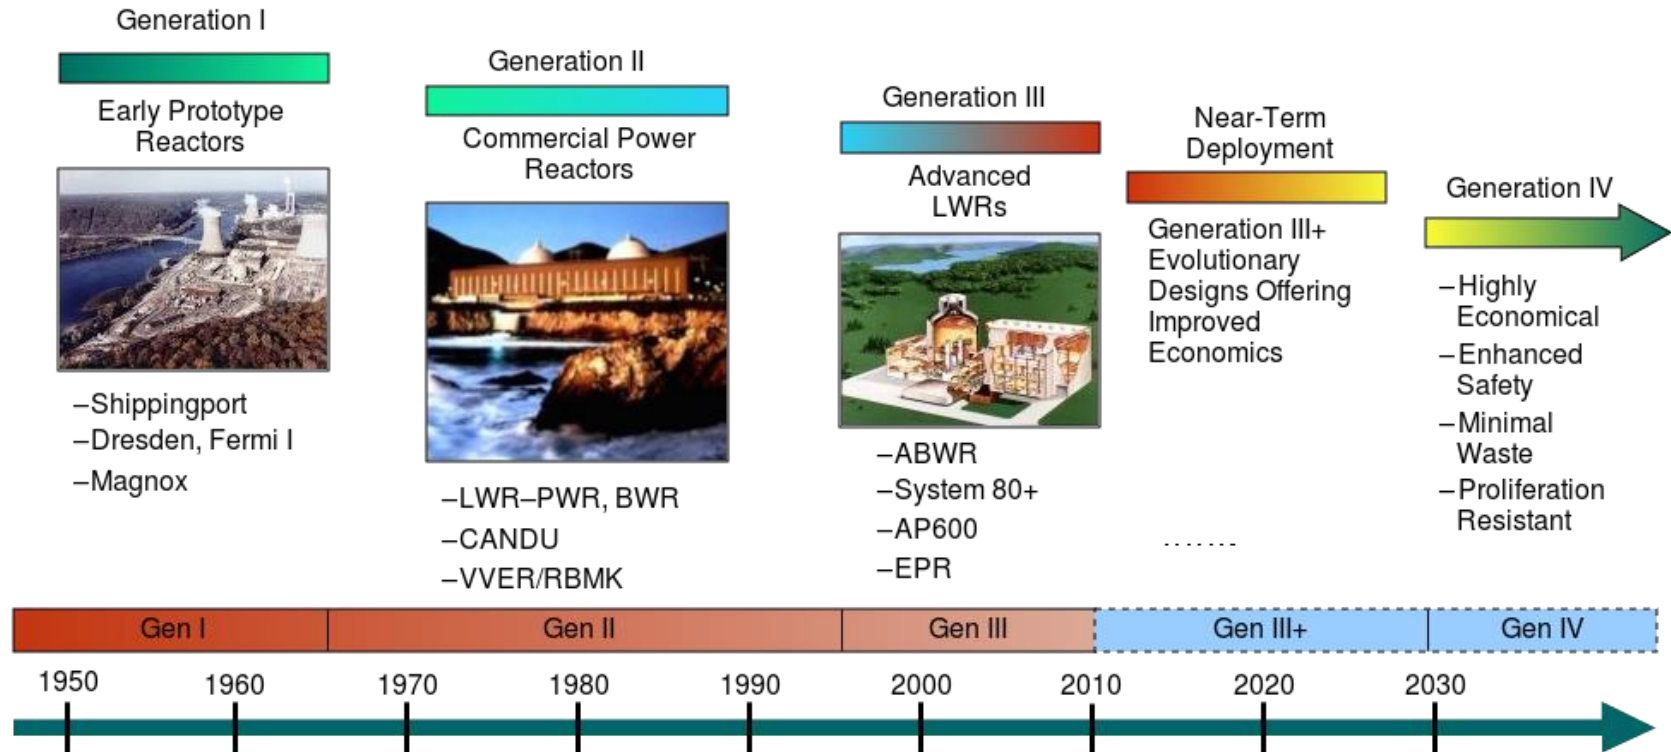 Generation I
Early Prototype
Reactors
–Shippingport
–Dresden, Fermi I
–Magnox
Generation II
Commercial Power
Reactors
–LWR–PWR, BWR
–CANDU
–VVER/RBMK
Generation III
Advanced
LWRs
–ABWR
–System 80+
–AP600
–EPR
Near-Term
Deployment
Generation III+
Evolutionary
Designs Offering
Improved
Economics
.......
Generation IV
–Highly
Economical
–Enhanced
Safety
–Minimal
Waste
–Proliferation
Resistant
Gen I
Gen II
Gen III
Gen III+
Gen IV
1950
1960
1970
1980
1990
2000
2010
2020
2030